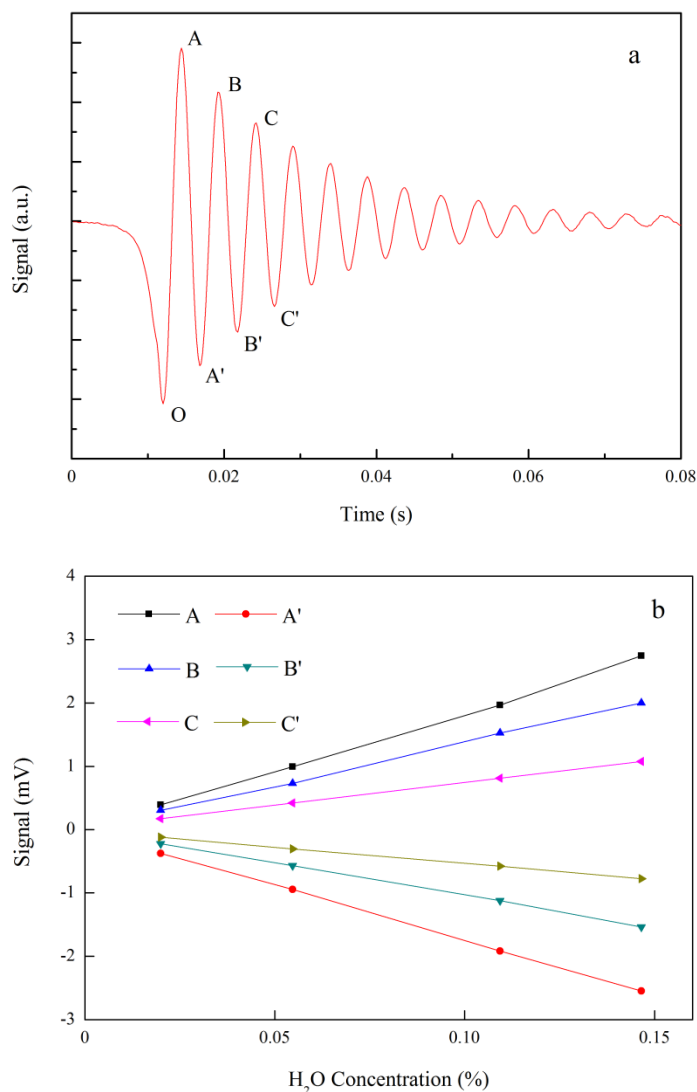 a
A
B
C
Signal (a.u.)
C'
B'
A'
O
0 0.02 0.04 0.06 0.08
Time (s)
4
b
A A'
3
B B'
2
C C'
1
Signal (mV)
0
-1
-2
-3
0 0.05 0.10 0.15
H₂O Concentration (%)